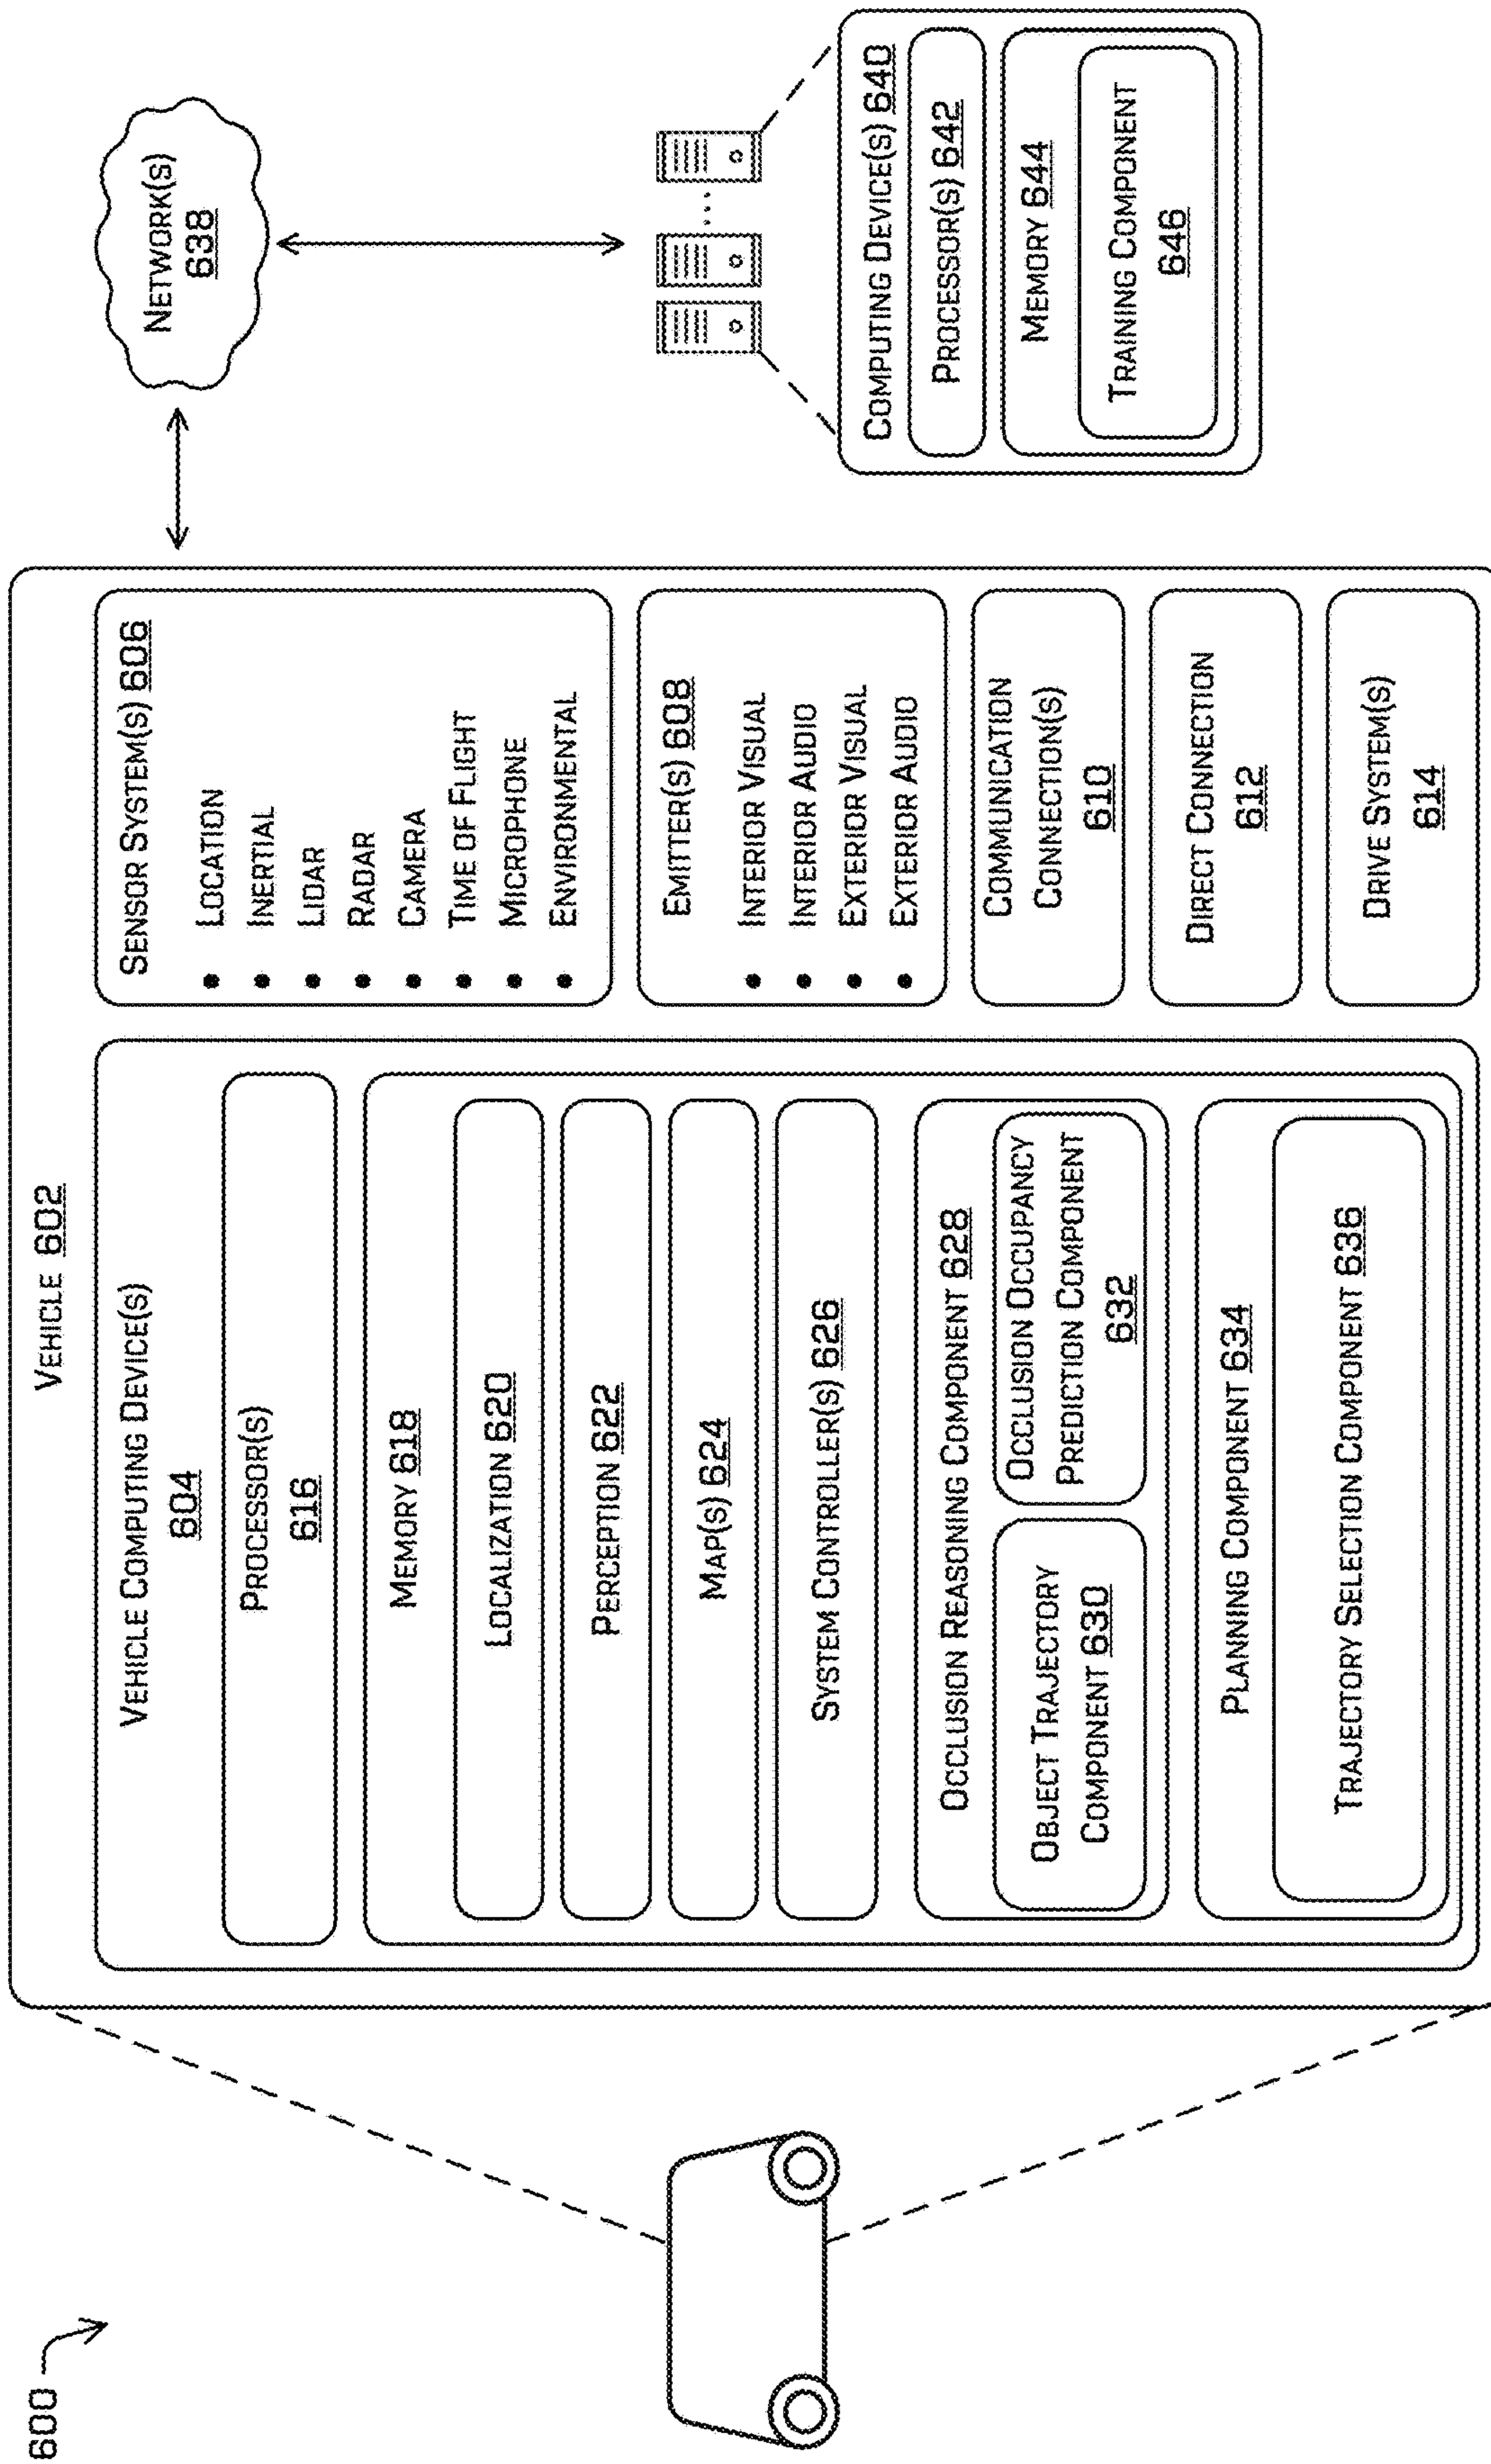 600
VEHICLE 602
VEHICLE COMPUTING DEVICE(S)
604
PROCESSOR(S)
616
MEMORY 618
LOCALIZATION 620
PERCEPTION 622
MAP(S) 624
SYSTEM CONTROLLER(S) 626
OCCLUSION REASONING COMPONENT 628
OBJECT TRAJECTORY
COMPONENT 630
OCCLUSION OCCUPANCY
PREDICTION COMPONENT
632
PLANNING COMPONENT 634
TRAJECTORY SELECTION COMPONENT 636
SENSOR SYSTEM(S) 606
• LOCATION
• INERTIAL
• LIDAR
• RADAR
• CAMERA
• TIME OF FLIGHT
• MICROPHONE
• ENVIRONMENTAL
EMITTER(S) 608
• INTERIOR VISUAL
• INTERIOR AUDIO
• EXTERIOR VISUAL
• EXTERIOR AUDIO
COMMUNICATION
CONNECTION(S)
610
DIRECT CONNECTION
612
DRIVE SYSTEM(S)
614
NETWORK(S)
638
COMPUTING DEVICE(S) 640
PROCESSOR(S) 642
MEMORY 644
TRAINING COMPONENT
646